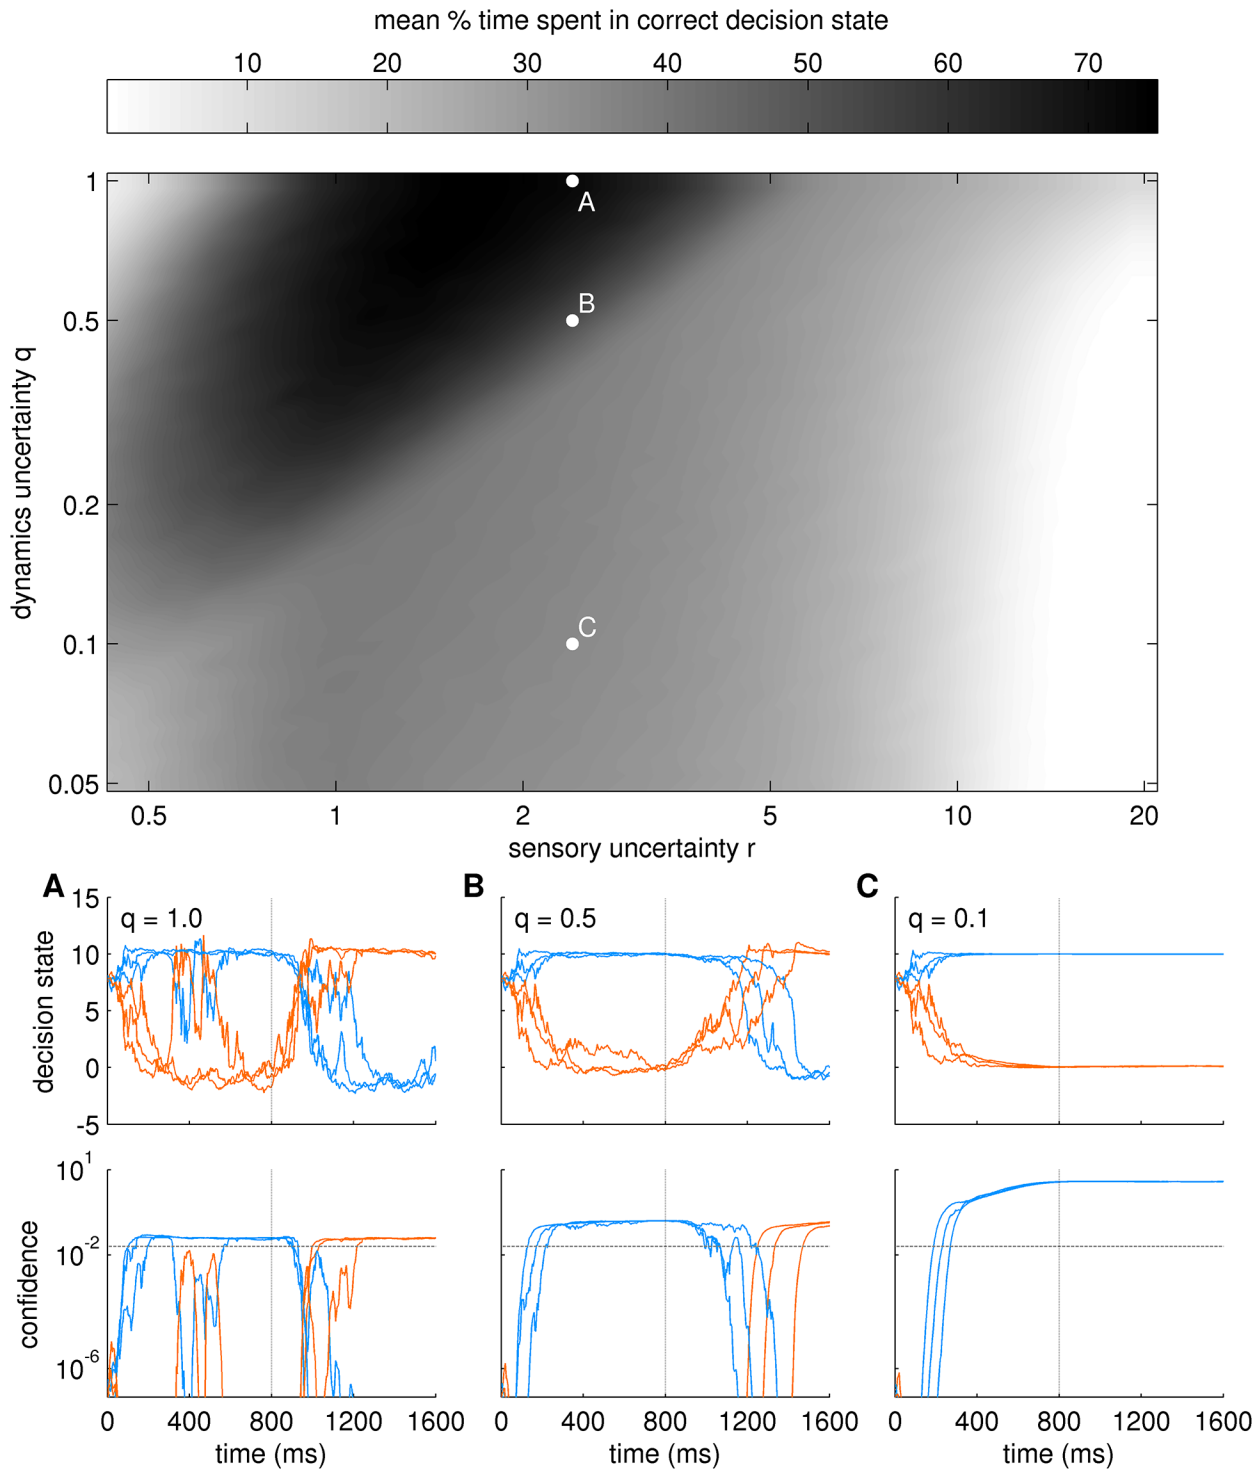 mean % time spent in correct decision state
10 20 30 40 50 60 70
1
0.5
0.2
0.1
0.05
dynamics uncertainty q
A
B
C
0.5 1 2 5 10 20
sensory uncertainty r
A
15
10
5
0
-5
decision state
q = 1.0
B
q = 0.5
C
q = 0.1
10^1
10^-2
10^-6
confidence
0 400 800 1200 1600
time (ms)
0 400 800 1200 1600
time (ms)
0 400 800 1200 1600
time (ms)